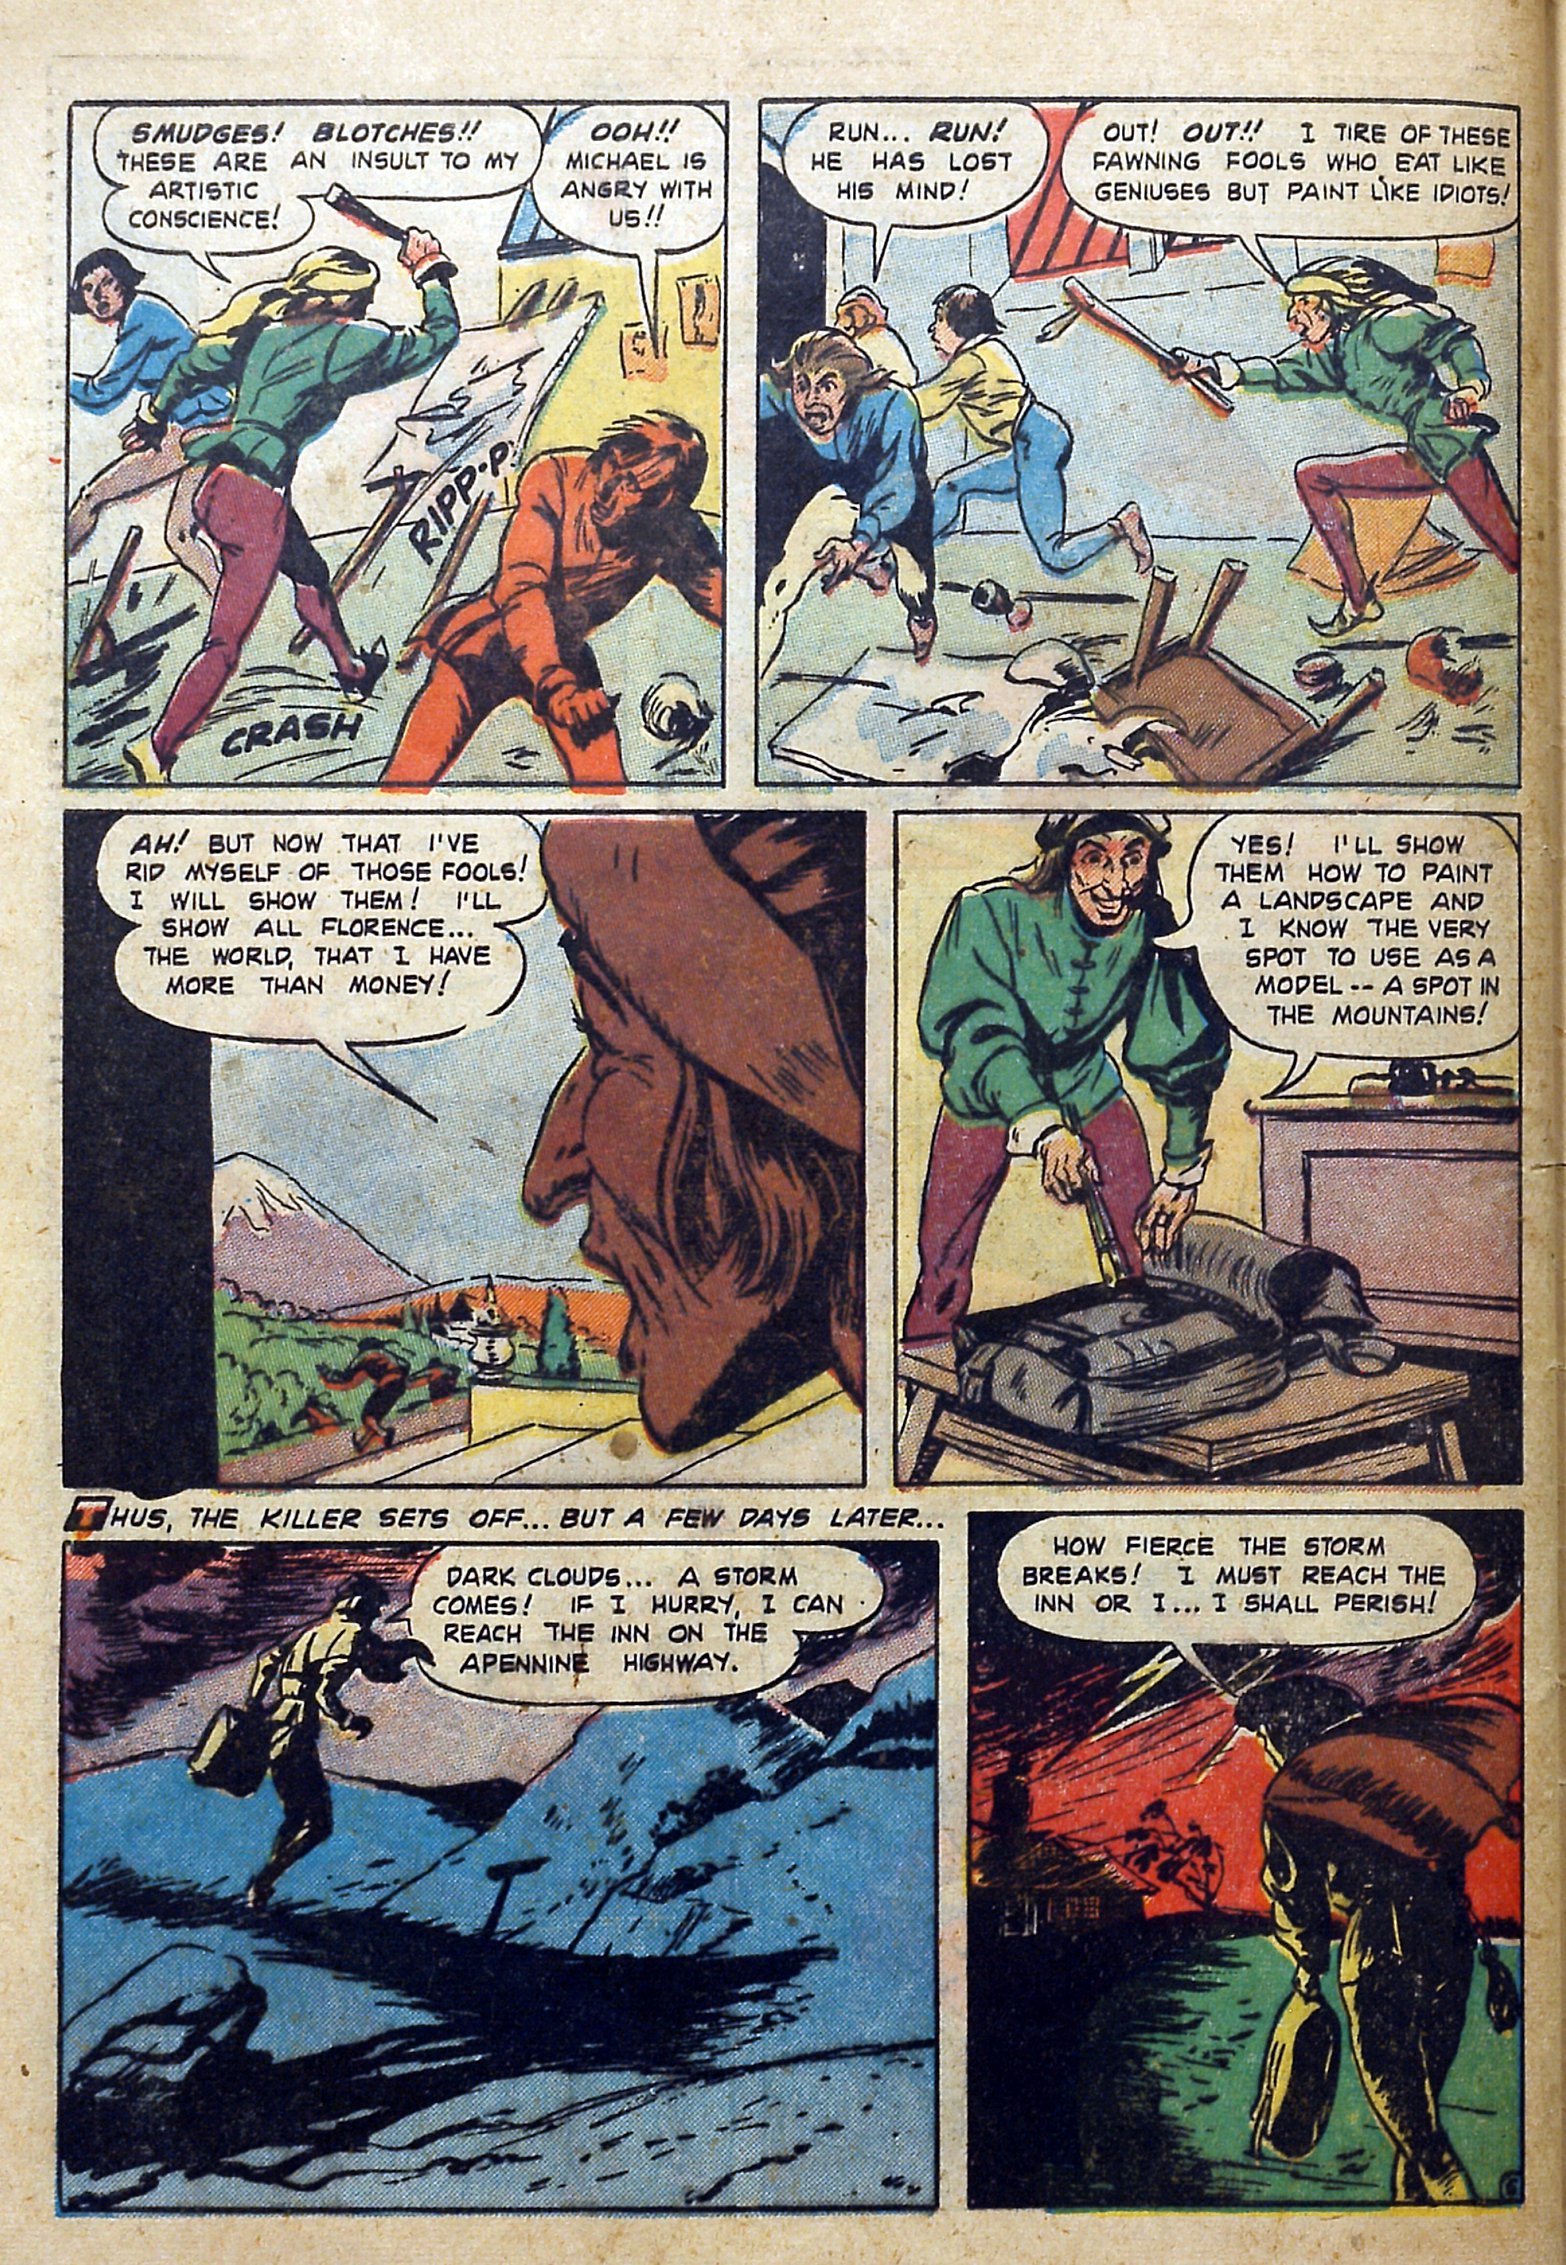 SMUDGES! BLOTCHES!!
THESE ARE AN INSULT TO MY
ARTISTIC
CONSCIENCE!
OOH!!
MICHAEL IS
ANGRY WITH
US!!
RIPP-P!
CRASH
RUN... RUN!
HE HAS LOST
HIS MIND!
OUT! OUT!! I TIRE OF THESE
FAWNING FOOLS WHO EAT LIKE
GENIUSES BUT PAINT LIKE IDIOTS!
AH! BUT NOW THAT I'VE
RID MYSELF OF THOSE FOOLS!
I WILL SHOW THEM! I'LL
SHOW ALL FLORENCE...
THE WORLD, THAT I HAVE
MORE THAN MONEY!
YES! I'LL SHOW
THEM HOW TO PAINT
A LANDSCAPE AND
I KNOW THE VERY
SPOT TO USE AS A
MODEL -- A SPOT IN
THE MOUNTAINS!
THUS, THE KILLER SETS OFF... BUT A FEW DAYS LATER...
DARK CLOUDS... A STORM
COMES! IF I HURRY, I CAN
REACH THE INN ON THE
APENNINE HIGHWAY.
HOW FIERCE THE STORM
BREAKS! I MUST REACH THE
INN OR I... I SHALL PERISH!
6